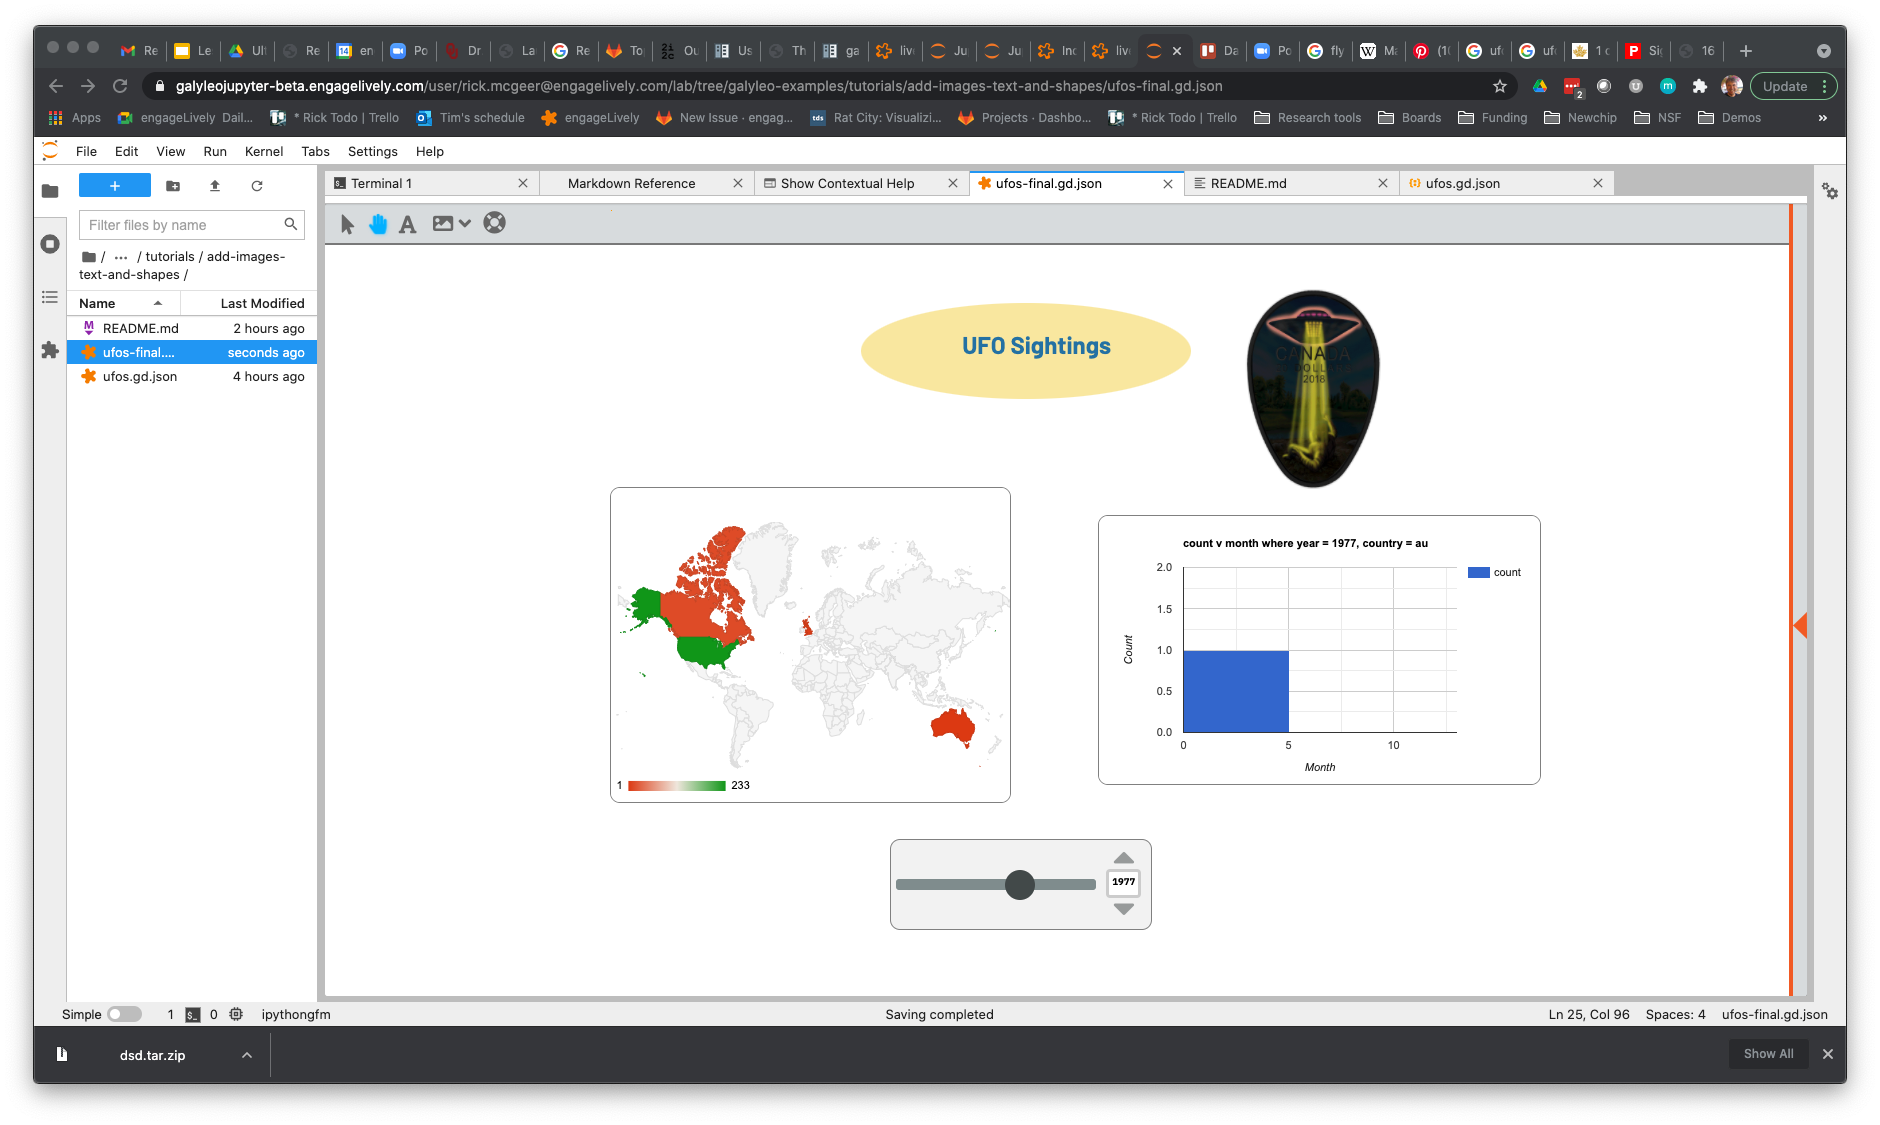 Re Le Ult Re en Po Dr La Re To Ou Us Th ga live Ju Ju Inc live Da Po fly Ma (1( ufo ufo 1 o Si 16
galyleojupyter-beta.engagelively.com/user/rick.mcgeer@engagelively.com/lab/tree/galyleo-examples/tutorials/add-images-text-and-shapes/ufos-final.gd.json
2
Update
Apps engageLively Dail... * Rick Todo | Trello Tim's schedule engageLively New Issue · engag... tds Rat City: Visualizi... Projects · Dashbo... * Rick Todo | Trello Research tools Boards Funding Newchip NSF Demos »
File Edit View Run Kernel Tabs Settings Help
Terminal 1 Markdown Reference Show Contextual Help ufos-final.gd.json README.md ufos.gd.json
Filter files by name
/ ··· / tutorials / add-images-
text-and-shapes /
Name Last Modified
README.md 2 hours ago
ufos-final.... seconds ago
ufos.gd.json 4 hours ago
A
UFO Sightings
CANADA
2018
1 233
count v month where year = 1977, country = au
count
2.0
1.5
1.0
0.5
0.0
Count
0 5 10
Month
1977
Simple 1 $_ 0 ipythongfm Saving completed Ln 25, Col 96 Spaces: 4 ufos-final.gd.json
dsd.tar.zip Show All